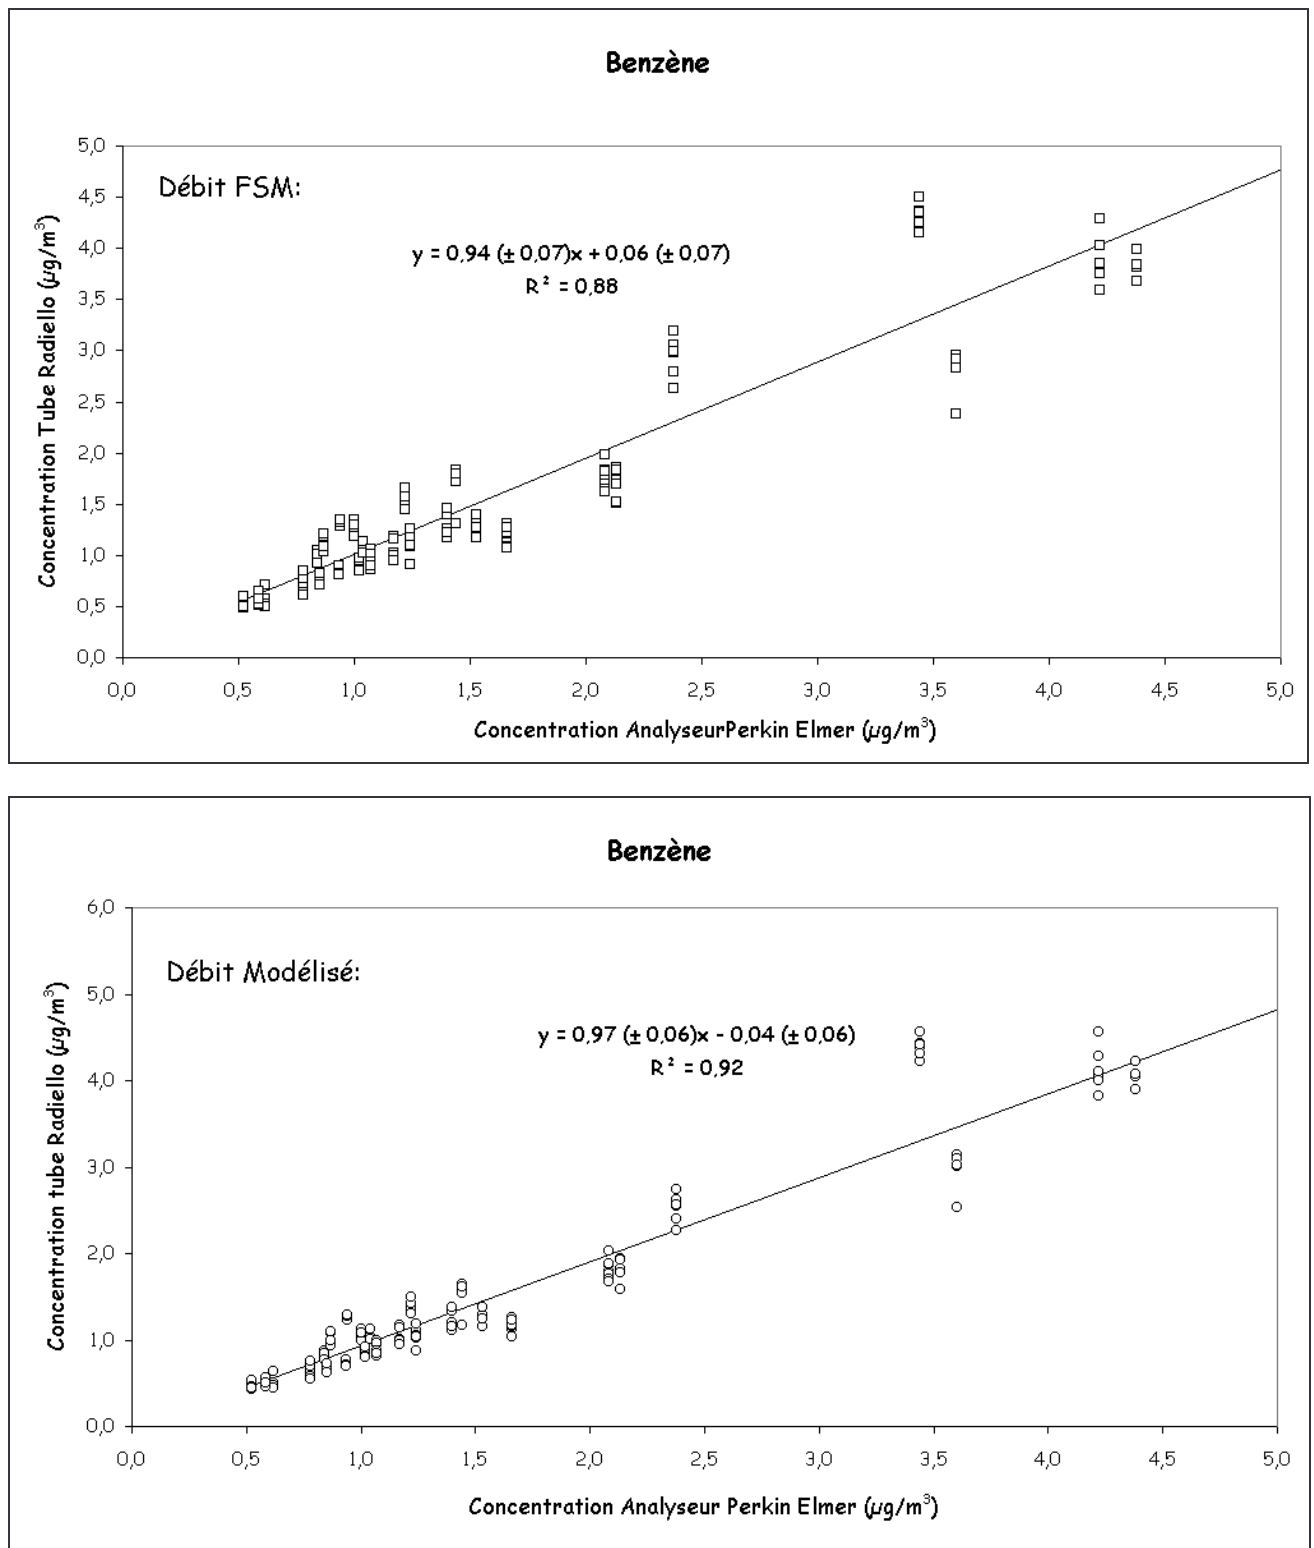 Benzène
Débit FSM:
y = 0,94 (± 0,07)x + 0,06 (± 0,07)
R² = 0,88
Concentration Tube Radiello (µg/m³)
5,0
4,5
4,0
3,5
3,0
2,5
2,0
1,5
1,0
0,5
0,0
0,0 0,5 1,0 1,5 2,0 2,5 3,0 3,5 4,0 4,5 5,0
Concentration AnalyseurPerkin Elmer (µg/m³)
Benzène
Débit Modélisé:
y = 0,97 (± 0,06)x - 0,04 (± 0,06)
R² = 0,92
Concentration tube Radiello (µg/m³)
6,0
5,0
4,0
3,0
2,0
1,0
0,0
0,0 0,5 1,0 1,5 2,0 2,5 3,0 3,5 4,0 4,5 5,0
Concentration Analyseur Perkin Elmer (µg/m³)